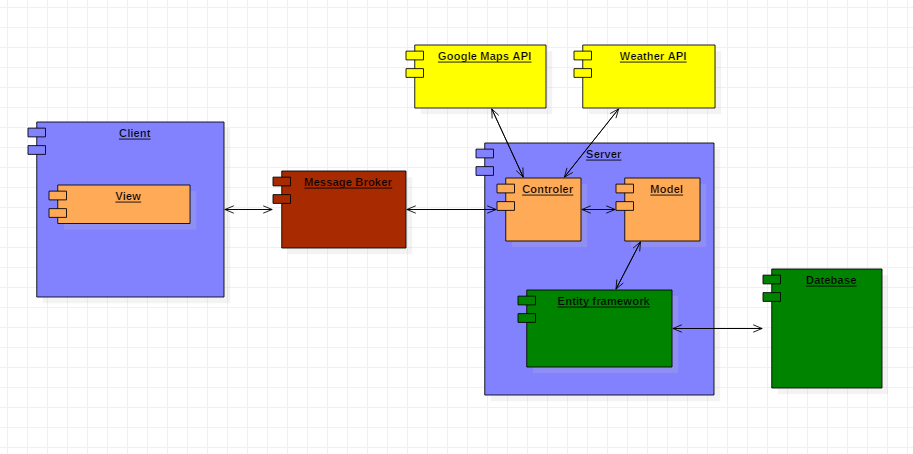 Google Maps API
Weather API
Client
Server
Message Broker
View
Controler
Model
Datebase
Entity framework